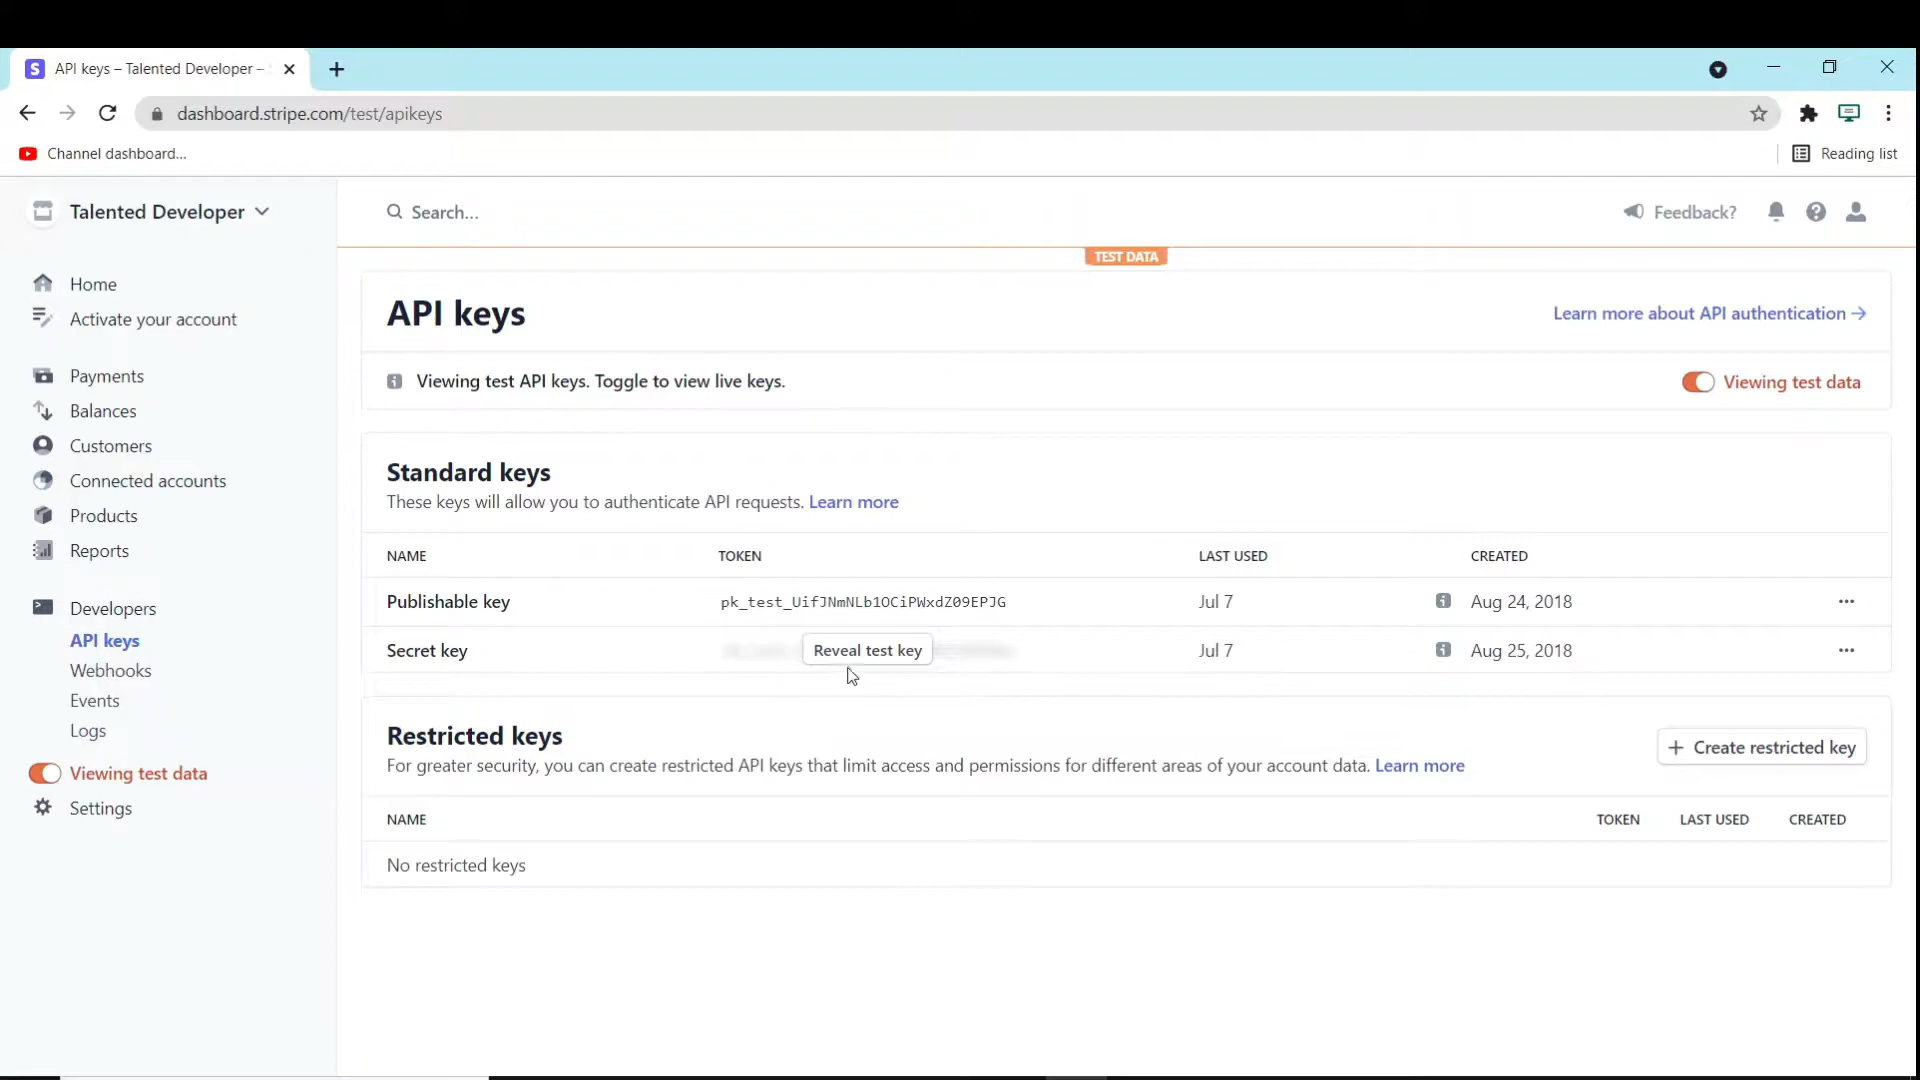 API keys – Talented Developer –
dashboard.stripe.com/test/apikeys
Channel dashboard...
Reading list
Talented Developer
Search...
Feedback?
TEST DATA
Home
Activate your account
Payments
Balances
Customers
Connected accounts
Products
Reports
Developers
API keys
Webhooks
Events
Logs
Viewing test data
Settings
API keys
Learn more about API authentication →
Viewing test API keys. Toggle to view live keys.
Viewing test data
Standard keys
These keys will allow you to authenticate API requests. Learn more
NAME TOKEN LAST USED CREATED
Publishable key pk_test_UifJNmNLb1OCiPWxdZ09EPJG Jul 7 Aug 24, 2018
Secret key Reveal test key Jul 7 Aug 25, 2018
Restricted keys
For greater security, you can create restricted API keys that limit access and permissions for different areas of your account data. Learn more
+ Create restricted key
NAME TOKEN LAST USED CREATED
No restricted keys